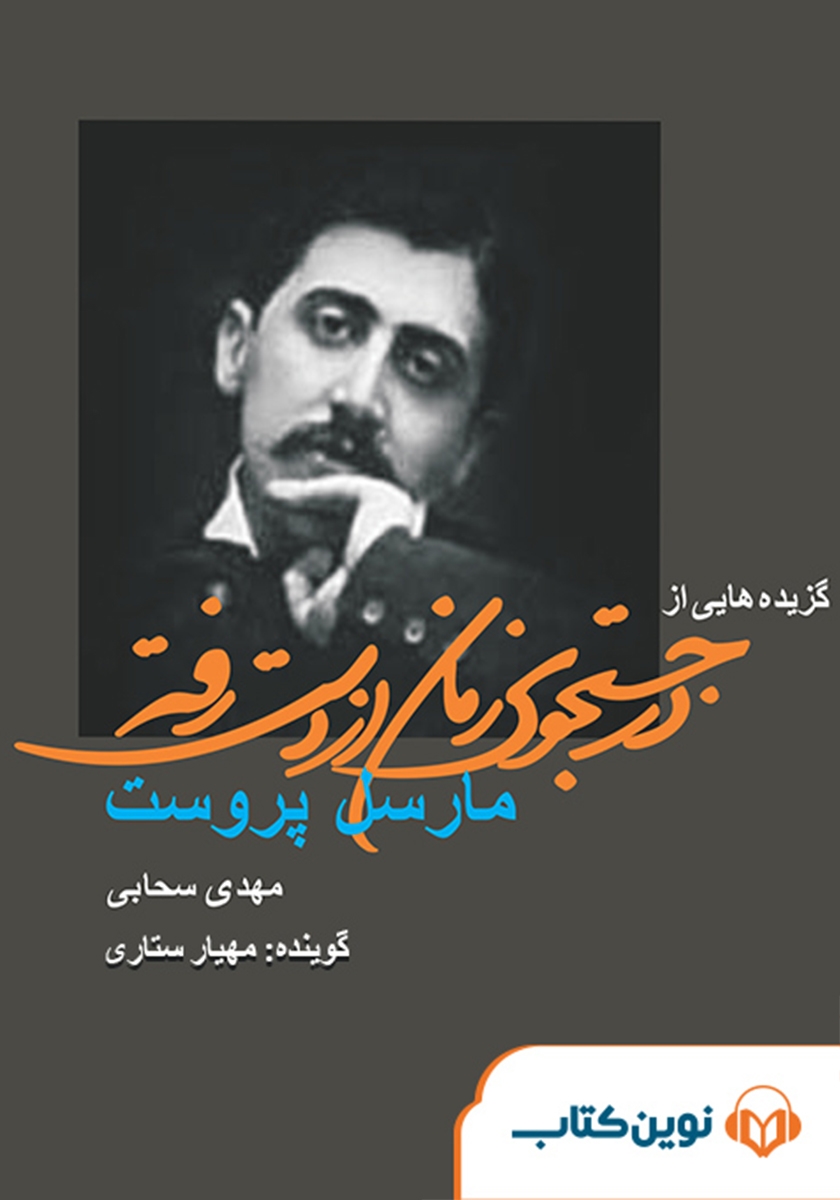 گزیده هایی از
در جستجوی زمان از دست رفته
مارسل پروست
مهدی سحابی
گوینده: مهیار ستاری
نوین کتاب